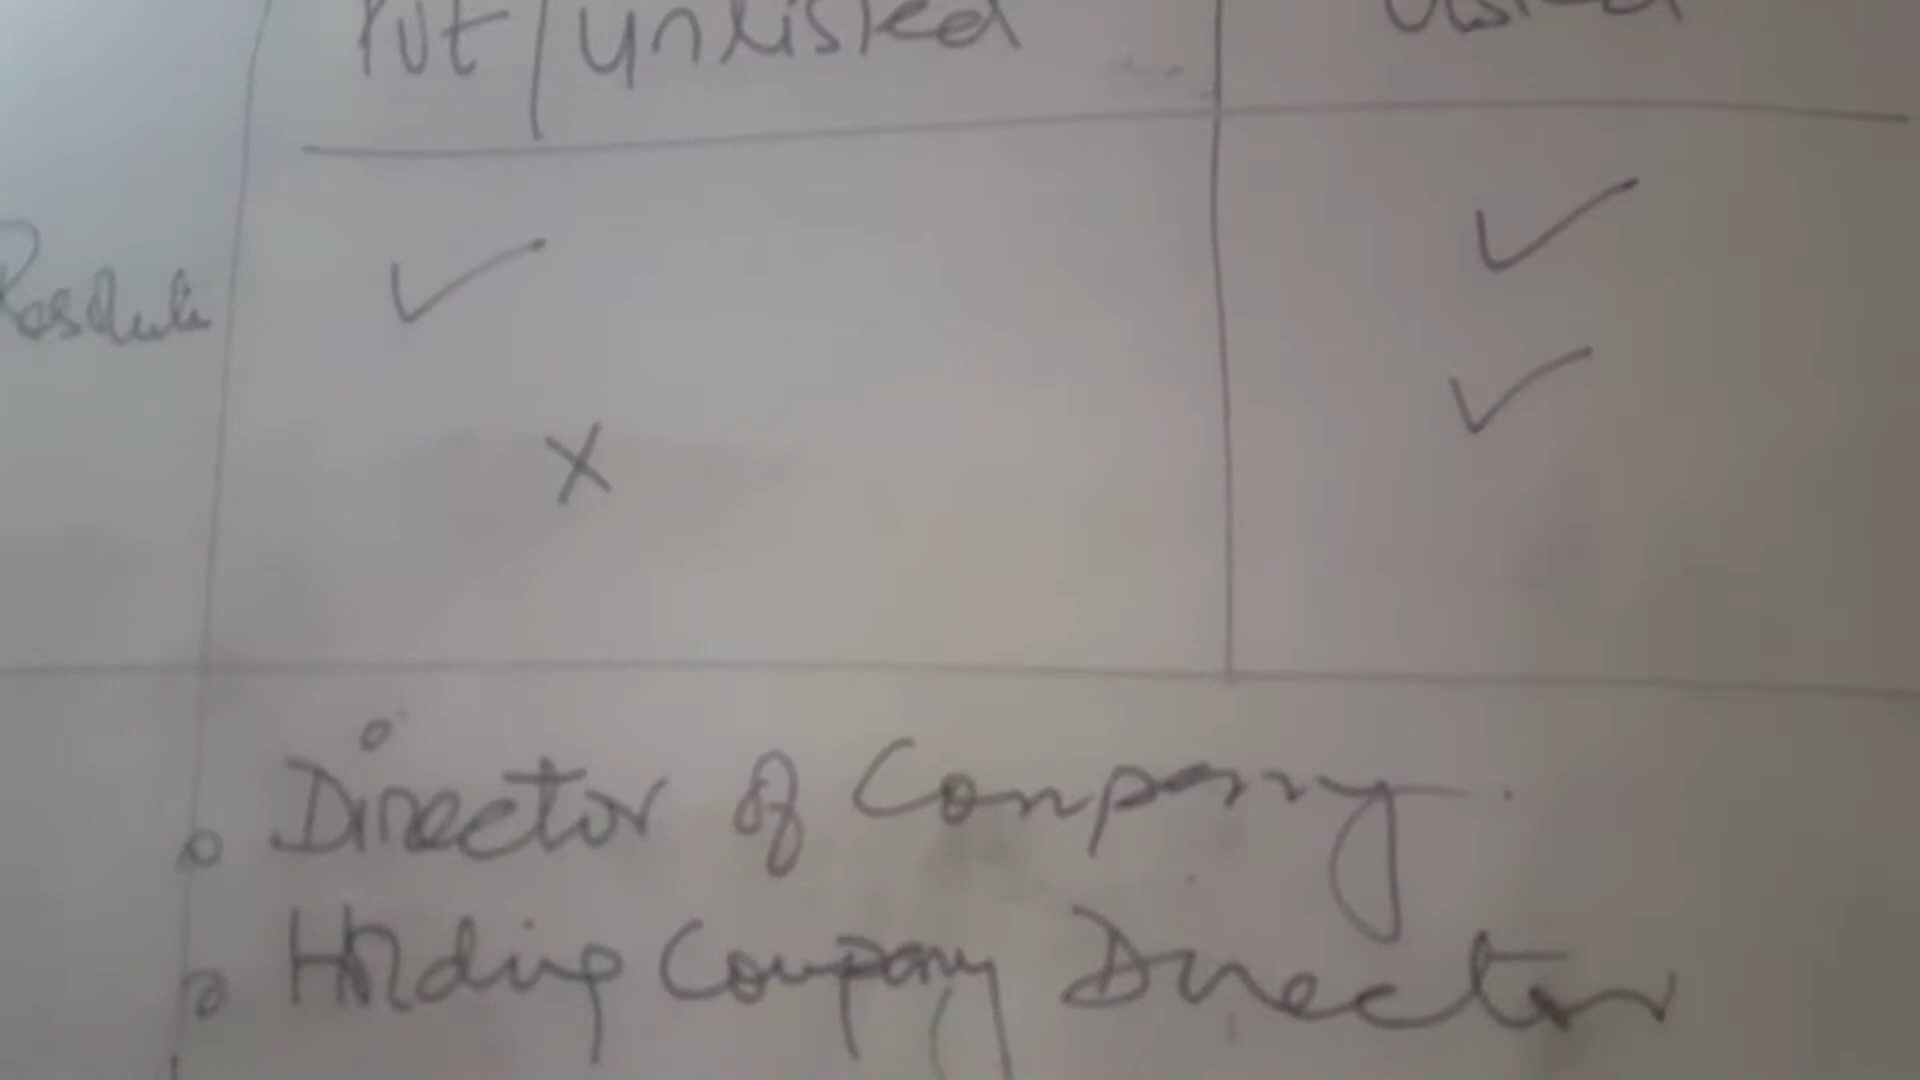 Pvt/unlisted
✓ ✓
X ✓
Director of Company.
Holding Company Director